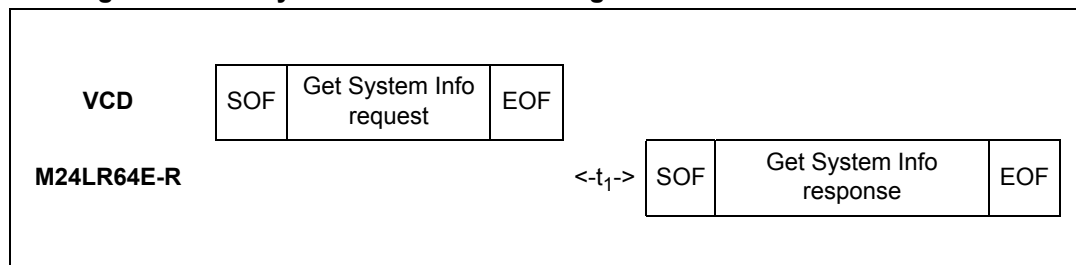 VCD SOF Get System Info request EOF
M24LR64E-R <-t1-> SOF Get System Info response EOF